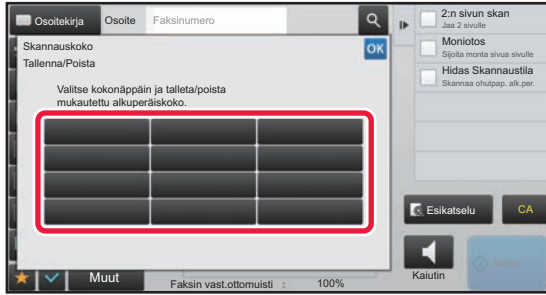 Osoitekirja
Osoite
Faksinumero
Skannauskoko
OK
Tallenna/Poista
Valitse kokonäppäin ja talleta/poista
mukautettu alkuperäiskoko.
Muut
Faksin vast.ottomuisti : 100%
2:n sivun skan
Jaa 2 sivulle
Moniotos
Sijoita monta sivua sivulle
Hidas Skannaustila
Skannaa ohutpap. alk.per.
Esikatselu
CA
Kaiutin